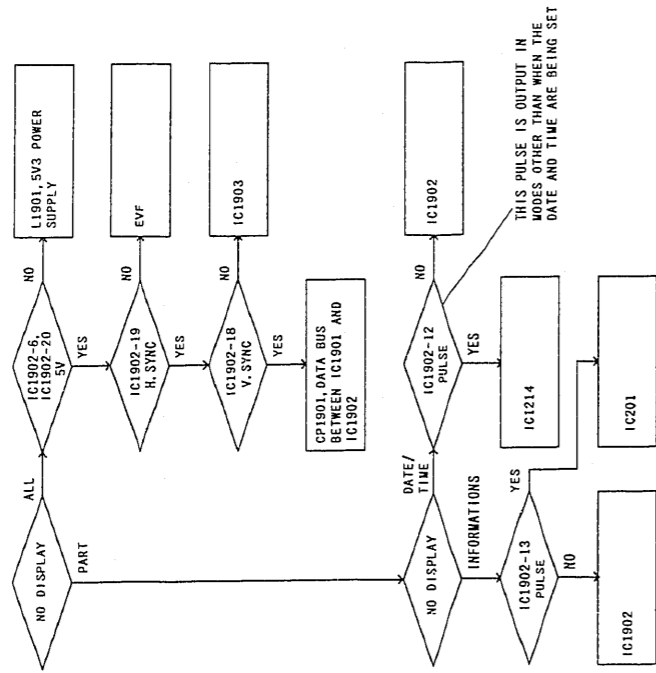 NO DISPLAY
ALL
PART
IC1902-6,
IC1902-20
5V
NO
YES
L1901, 5V3 POWER
SUPPLY
IC1902-19
H.SYNC
NO
YES
EVF
IC1902-18
V.SYNC
NO
YES
IC1903
CP1901, DATA BUS
BETWEEN IC1901 AND
IC1902
NO DISPLAY
DATE/
TIME
INFORMATIONS
IC1902-12
PULSE
NO
YES
IC1902
THIS PULSE IS OUTPUT IN
MODES OTHER THAN WHEN THE
DATE AND TIME ARE BEING SET
IC1214
IC1902-13
PULSE
YES
NO
IC201
IC1902